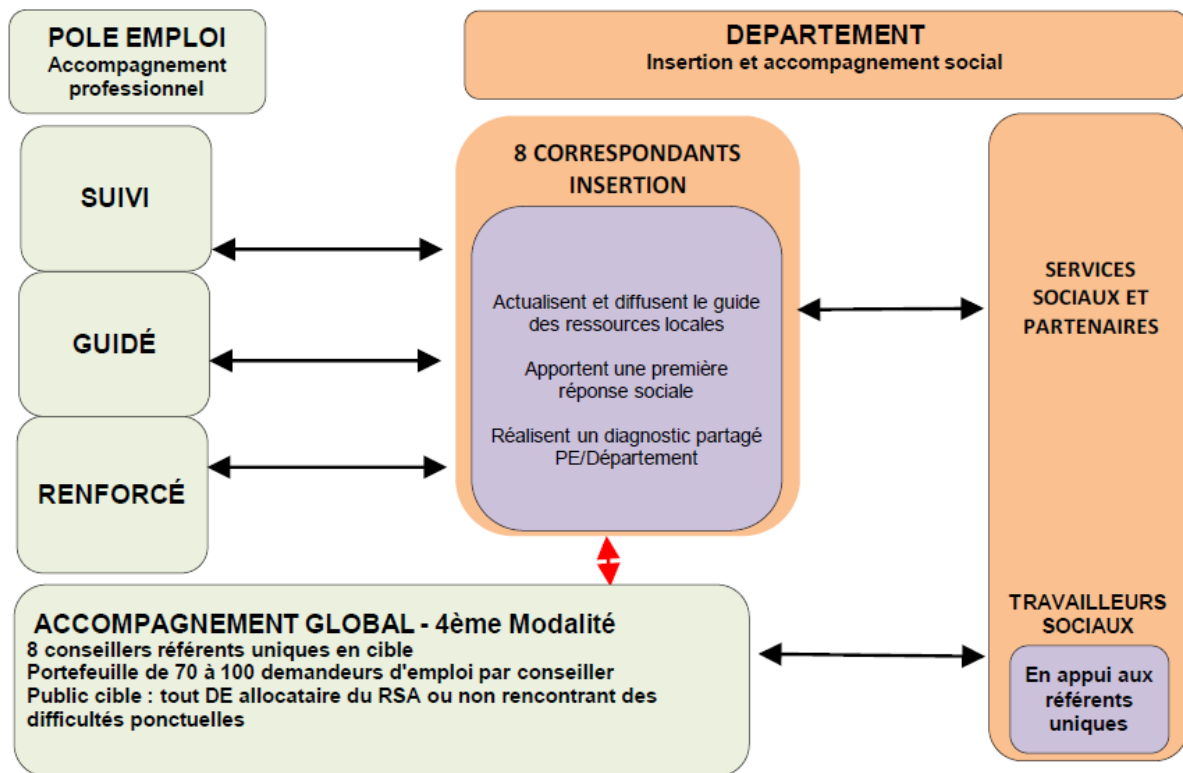 POLE EMPLOI
Accompagnement
professionnel
DEPARTEMENT
Insertion et accompagnement social
SUIVI
GUIDÉ
RENFORCÉ
8 CORRESPONDANTS
INSERTION
Actualisent et diffusent le guide
des ressources locales
Apportent une première
réponse sociale
Réalisent un diagnostic partagé
PE/Département
SERVICES
SOCIAUX ET
PARTENAIRES
ACCOMPAGNEMENT GLOBAL - 4ème Modalité
8 conseillers référents uniques en cible
Portefeuille de 70 à 100 demandeurs d'emploi par conseiller
Public cible : tout DE allocataire du RSA ou non rencontrant des
difficultés ponctuelles
TRAVAILLEURS
SOCIAUX
En appui aux
référents
uniques